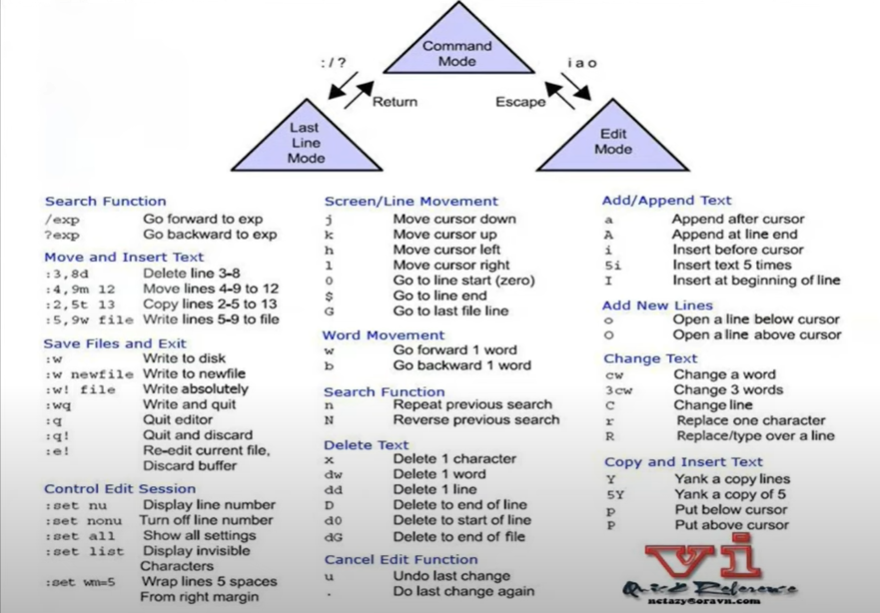 Command
Mode
: / ?
i a o
Return
Escape
Last
Line
Mode
Edit
Mode
Search Function
/exp Go forward to exp
?exp Go backward to exp
Move and Insert Text
:3,8d Delete line 3-8
:4,9m 12 Move lines 4-9 to 12
:2,5t 13 Copy lines 2-5 to 13
:5,9w file Write lines 5-9 to file
Save Files and Exit
:w Write to disk
:w newfile Write to newfile
:w! file Write absolutely
:wq Write and quit
:q Quit editor
:q! Quit and discard
:e! Re-edit current file,
Discard buffer
Control Edit Session
:set nu Display line number
:set nonu Turn off line number
:set all Show all settings
:set list Display invisible
Characters
:set wm=5 Wrap lines 5 spaces
From right margin
Screen/Line Movement
j Move cursor down
k Move cursor up
h Move cursor left
l Move cursor right
0 Go to line start (zero)
$ Go to line end
G Go to last file line
Word Movement
w Go forward 1 word
b Go backward 1 word
Search Function
n Repeat previous search
N Reverse previous search
Delete Text
x Delete 1 character
dw Delete 1 word
dd Delete 1 line
D Delete to end of line
d0 Delete to start of line
dG Delete to end of file
Cancel Edit Function
u Undo last change
. Do last change again
Add/Append Text
a Append after cursor
A Append at line end
i Insert before cursor
5i Insert text 5 times
I Insert at beginning of line
Add New Lines
o Open a line below cursor
O Open a line above cursor
Change Text
cw Change a word
3cw Change 3 words
C Change line
r Replace one character
R Replace/type over a line
Copy and Insert Text
Y Yank a copy lines
5Y Yank a copy of 5
p Put below cursor
P Put above cursor
vi
Quick Reference